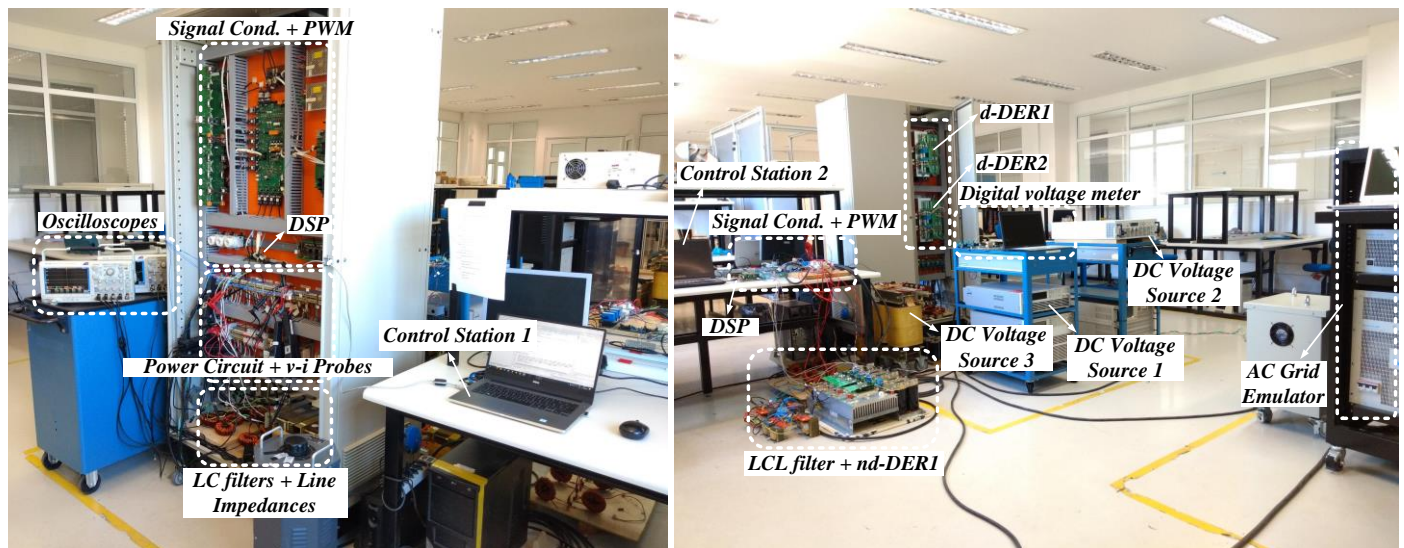 Signal Cond. + PWM
Oscilloscopes
DSP
Control Station 1
Power Circuit + v-i Probes
LC filters + Line
Impedances
d-DER1
d-DER2
Control Station 2
Digital voltage meter
Signal Cond. + PWM
DC Voltage
Source 2
DSP
DC Voltage
Source 3
DC Voltage
Source 1
AC Grid
Emulator
LCL filter + nd-DER1